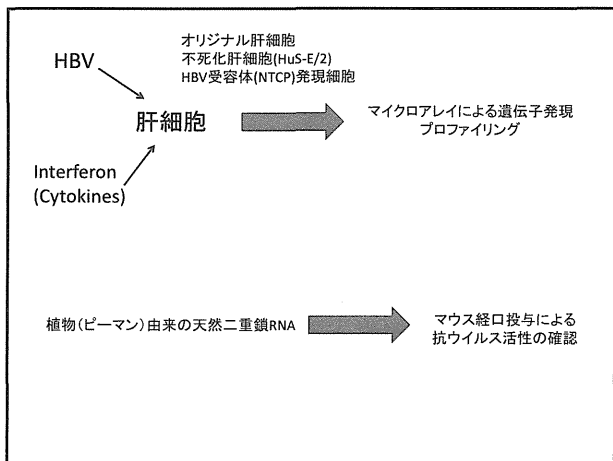 オリジナル肝細胞
不死化肝細胞(HuS-E/2)
HBV受容体(NTCP)発現細胞
HBV
肝細胞
マイクロアレイによる遺伝子発現
プロファイリング
Interferon
(Cytokines)
植物(ピーマン)由来の天然二重鎖RNA
マウス経口投与による
抗ウイルス活性の確認